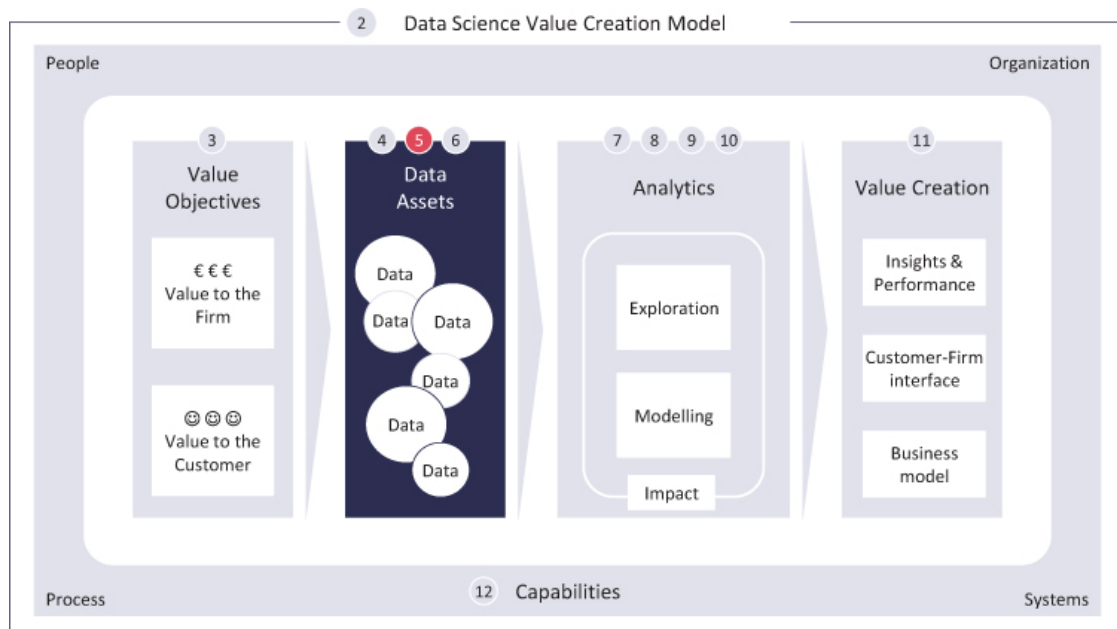 2 Data Science Value Creation Model
People
Organization
3
Value
Objectives
€ € €
Value to the
Firm
☺ ☺ ☺
Value to the
Customer
4 5 6
Data
Assets
Data
Data
Data
Data
Data
Data
7 8 9 10
Analytics
Exploration
Modelling
Impact
11
Value Creation
Insights &
Performance
Customer-Firm
interface
Business
model
Process
12 Capabilities
Systems